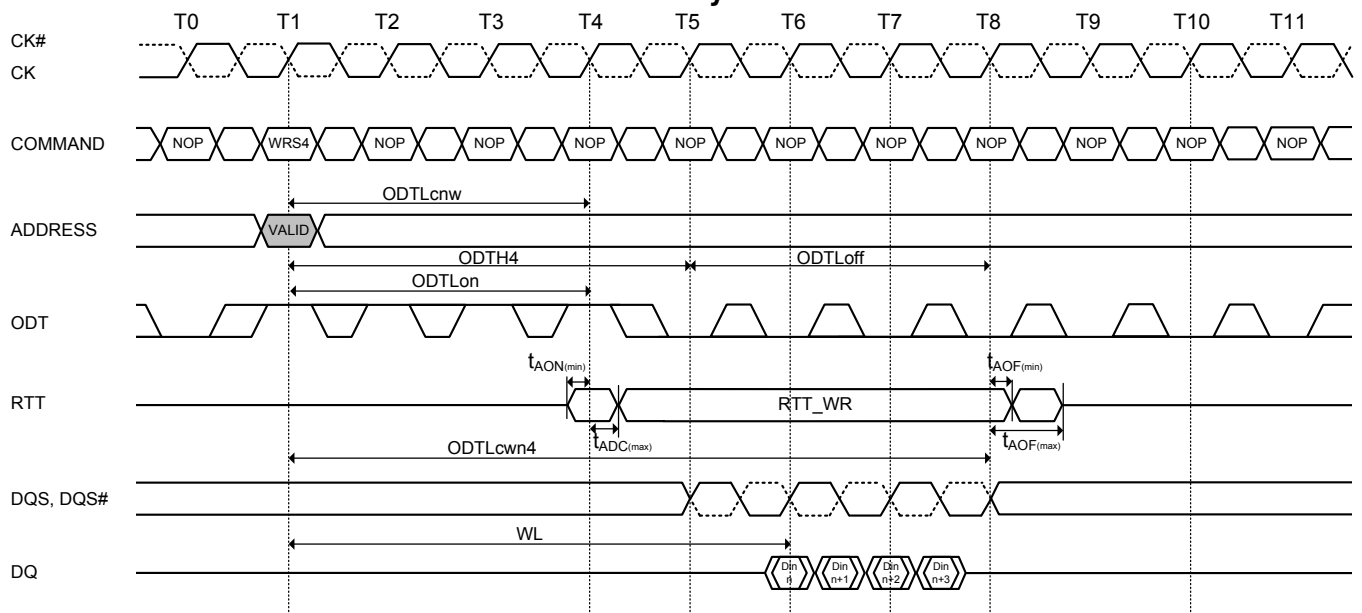 T0 T1 T2 T3 T4 T5 T6 T7 T8 T9 T10 T11
CK#
CK
COMMAND NOP WRS4 NOP NOP NOP NOP NOP NOP NOP NOP NOP NOP
ODTLcnw
ADDRESS VALID
ODTH4 ODTLoff
ODTLon
ODT
tAON(min) tAOF(min)
RTT RTT_WR
tADC(max) tAOF(max)
ODTLcwn4
DQS, DQS#
WL
DQ Din n Din n+1 Din n+2 Din n+3